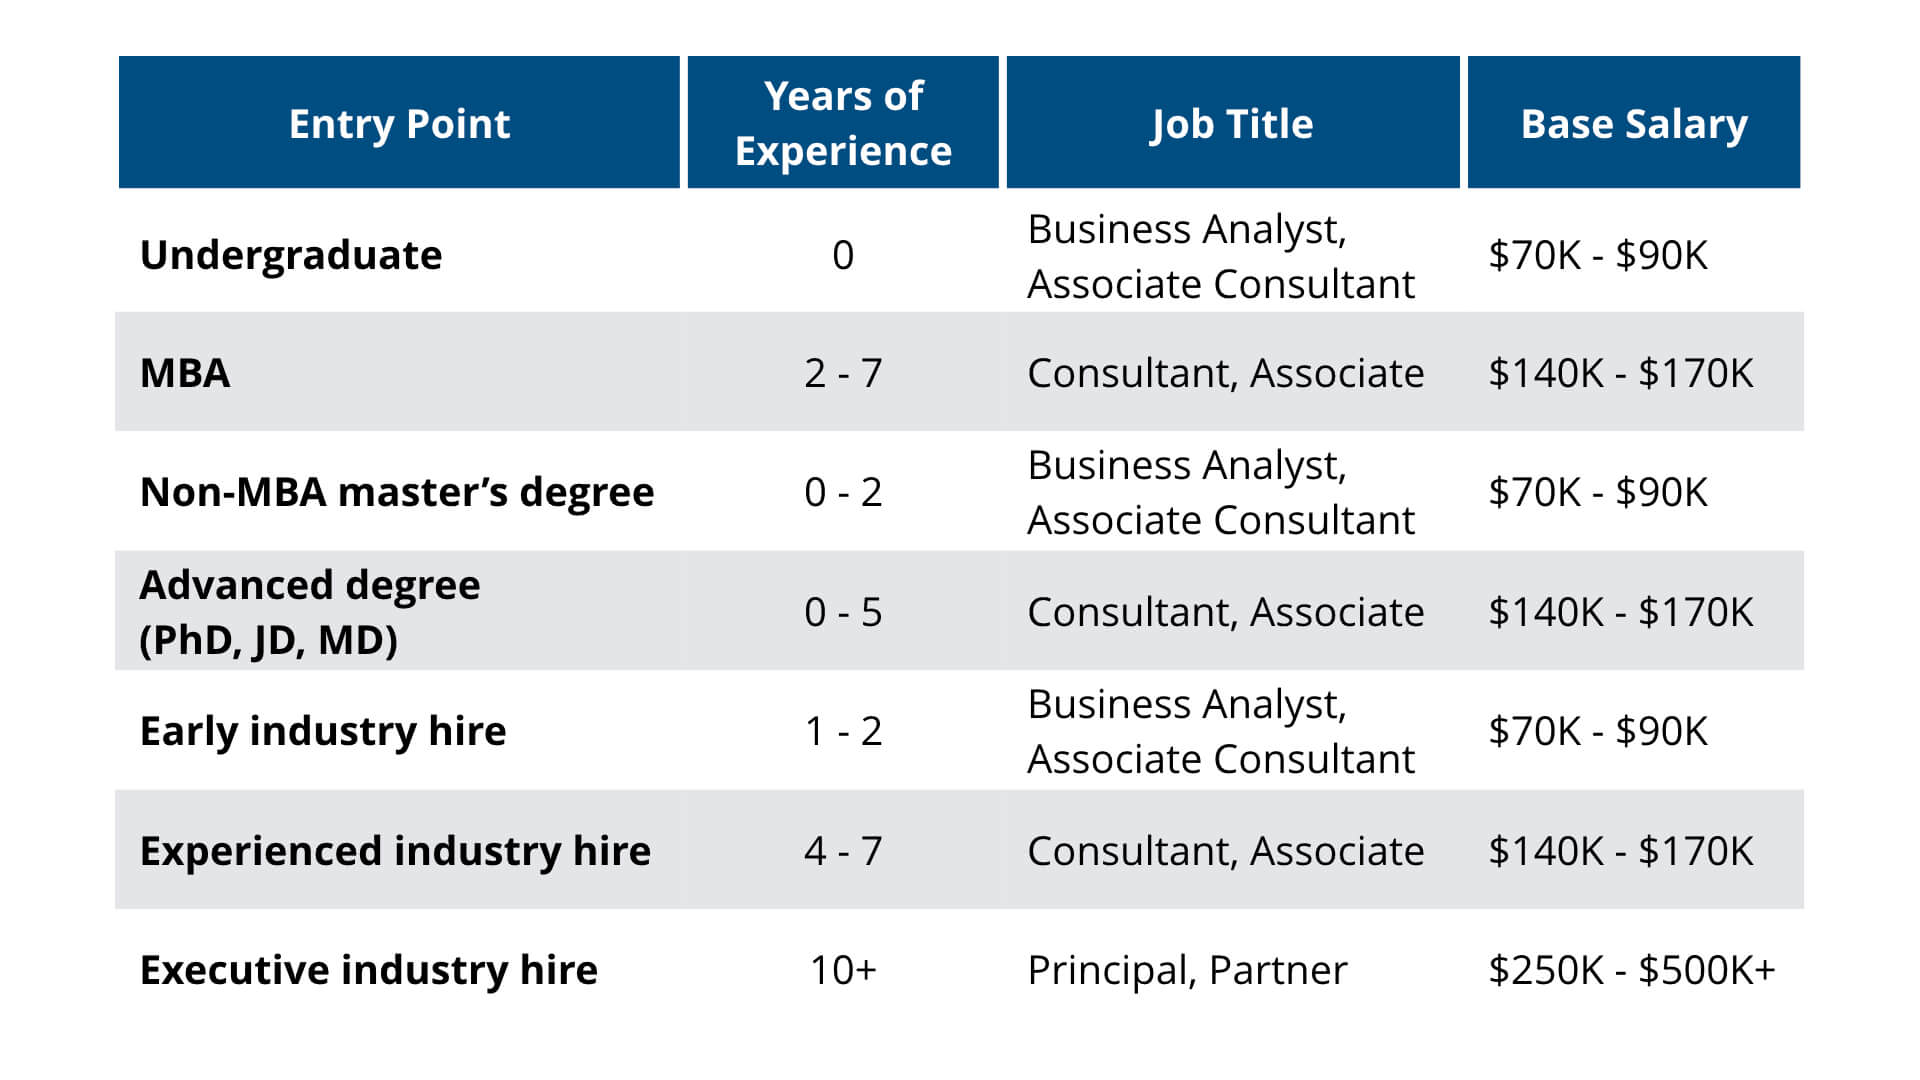 Entry Point
Years of
Experience
Job Title
Base Salary
Undergraduate
0
Business Analyst,
Associate Consultant
$70K - $90K
MBA
2 - 7
Consultant, Associate
$140K - $170K
Non-MBA master’s degree
0 - 2
Business Analyst,
Associate Consultant
$70K - $90K
Advanced degree
(PhD, JD, MD)
0 - 5
Consultant, Associate
$140K - $170K
Early industry hire
1 - 2
Business Analyst,
Associate Consultant
$70K - $90K
Experienced industry hire
4 - 7
Consultant, Associate
$140K - $170K
Executive industry hire
10+
Principal, Partner
$250K - $500K+